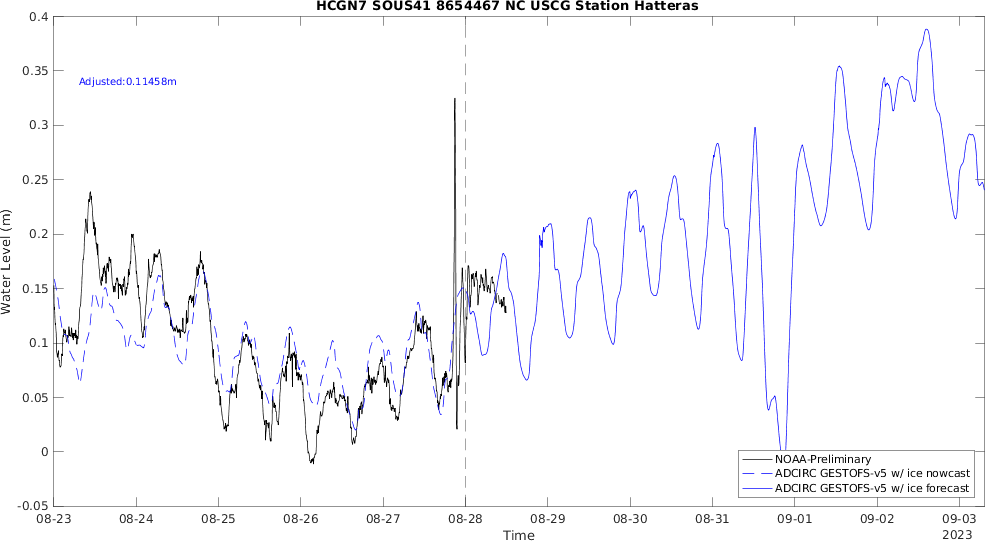 HCGN7 SOUS41 8654467 NC USCG Station Hatteras
0.4
0.35
Adjusted:0.11458m
0.3
0.25
0.2
0.15
0.1
0.05
0
-0.05
Water Level (m)
NOAA-Preliminary
ADCIRC GESTOFS-v5 w/ ice nowcast
ADCIRC GESTOFS-v5 w/ ice forecast
08-23 08-24 08-25 08-26 08-27 08-28 08-29 08-30 08-31 09-01 09-02 09-03
Time
2023